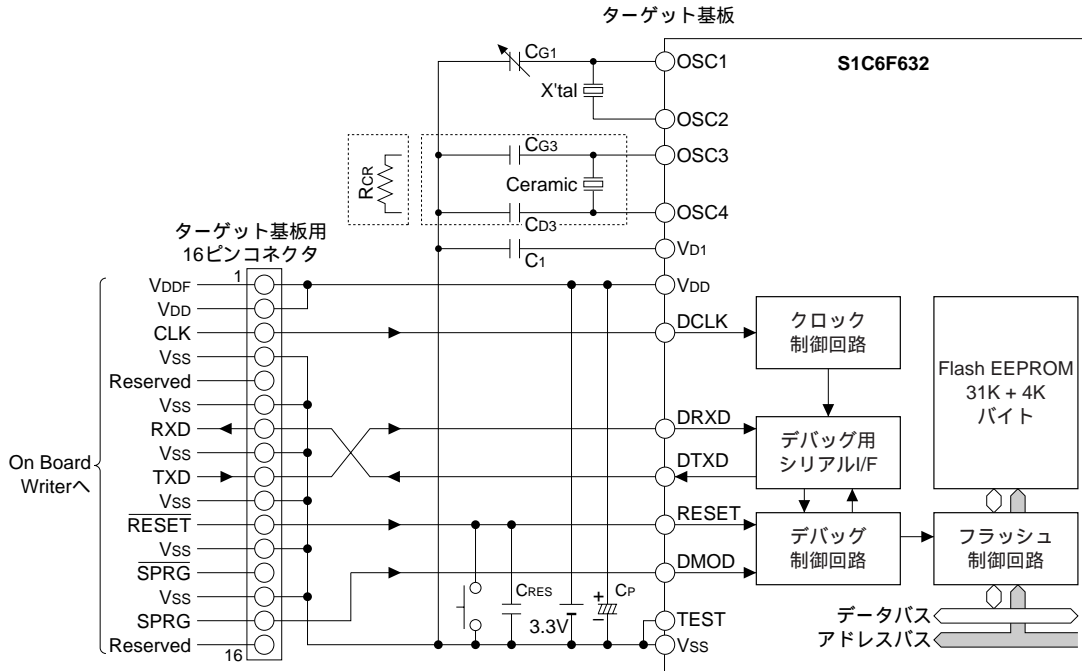 ターゲット基板
S1C6F632
CG1
OSC1
X'tal
OSC2
CG3
OSC3
RCR
Ceramic
OSC4
CD3
VD1
C1
ターゲット基板用
16ピンコネクタ
1
VDDF
VDD
CLK
VSS
Reserved
VSS
RXD
VSS
TXD
VSS
RESET
VSS
SPRG
VSS
SPRG
Reserved
16
On Board
Writerへ
VDD
DCLK
DRXD
DTXD
RESET
DMOD
TEST
VSS
CRES
3.3V
+
−
CP
クロック
制御回路
デバッグ用
シリアルI/F
デバッグ
制御回路
Flash EEPROM
31K + 4K
バイト
フラッシュ
制御回路
データバス
アドレスバス